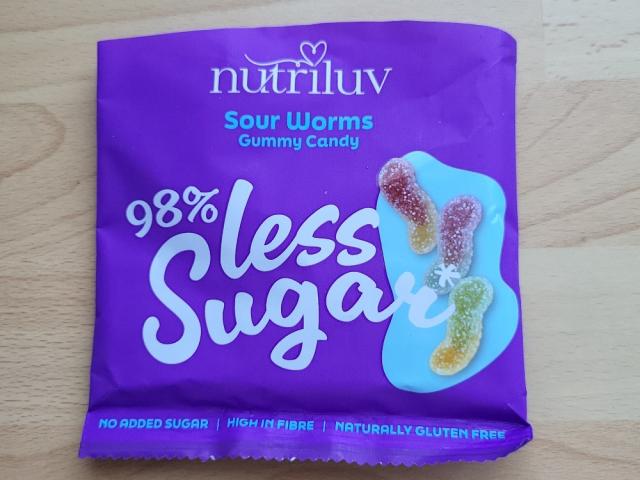 nutriluv
Sour Worms
Gummy Candy
98% less
Sugar*
NO ADDED SUGAR | HIGH IN FIBRE | NATURALLY GLUTEN FREE